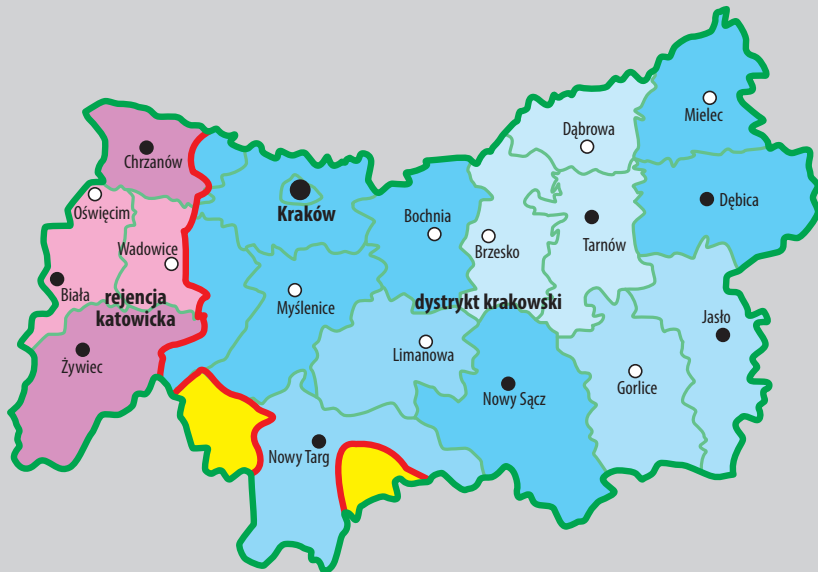 Mielec
Dąbrowa
Chrzanów
Dębica
Oświęcim
Kraków
Bochnia
Brzesko
Tarnów
Wadowice
Biała
rejencja
katowicka
Myślenice
dystrykt krakowski
Jasło
Limanowa
Żywiec
Nowy Sącz
Gorlice
Nowy Targ